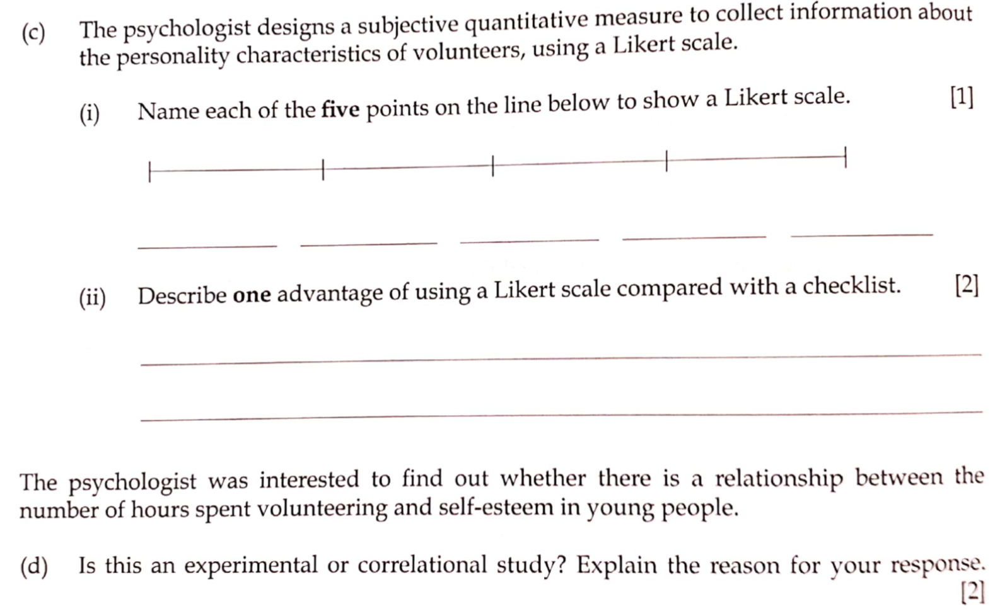 (c) The psychologist designs a subjective quantitative measure to collect information about
the personality characteristics of volunteers, using a Likert scale.
(i) Name each of the five points on the line below to show a Likert scale. [1]
(ii) Describe one advantage of using a Likert scale compared with a checklist. [2]
The psychologist was interested to find out whether there is a relationship between the
number of hours spent volunteering and self-esteem in young people.
(d) Is this an experimental or correlational study? Explain the reason for your response.
[2]